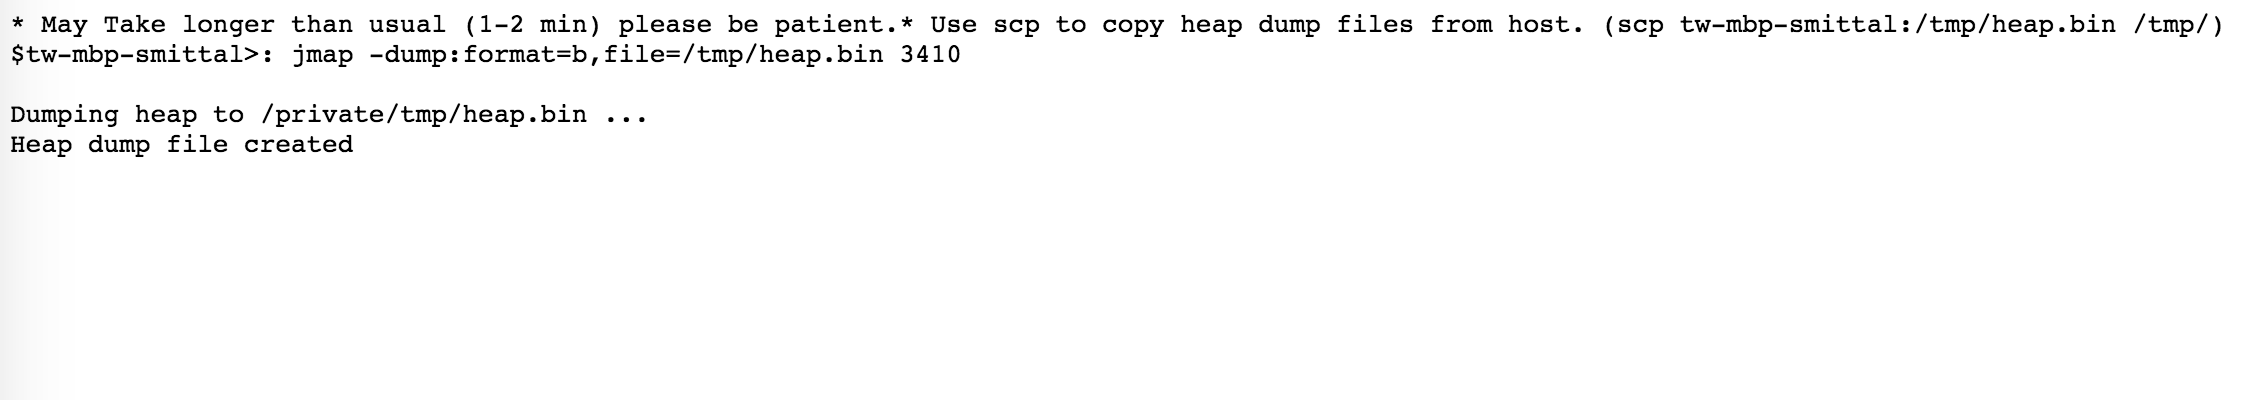 * May Take longer than usual (1-2 min) please be patient.* Use scp to copy heap dump files from host. (scp tw-mbp-smittal:/tmp/heap.bin /tmp/)
$tw-mbp-smittal>: jmap -dump:format=b,file=/tmp/heap.bin 3410
Dumping heap to /private/tmp/heap.bin ...
Heap dump file created